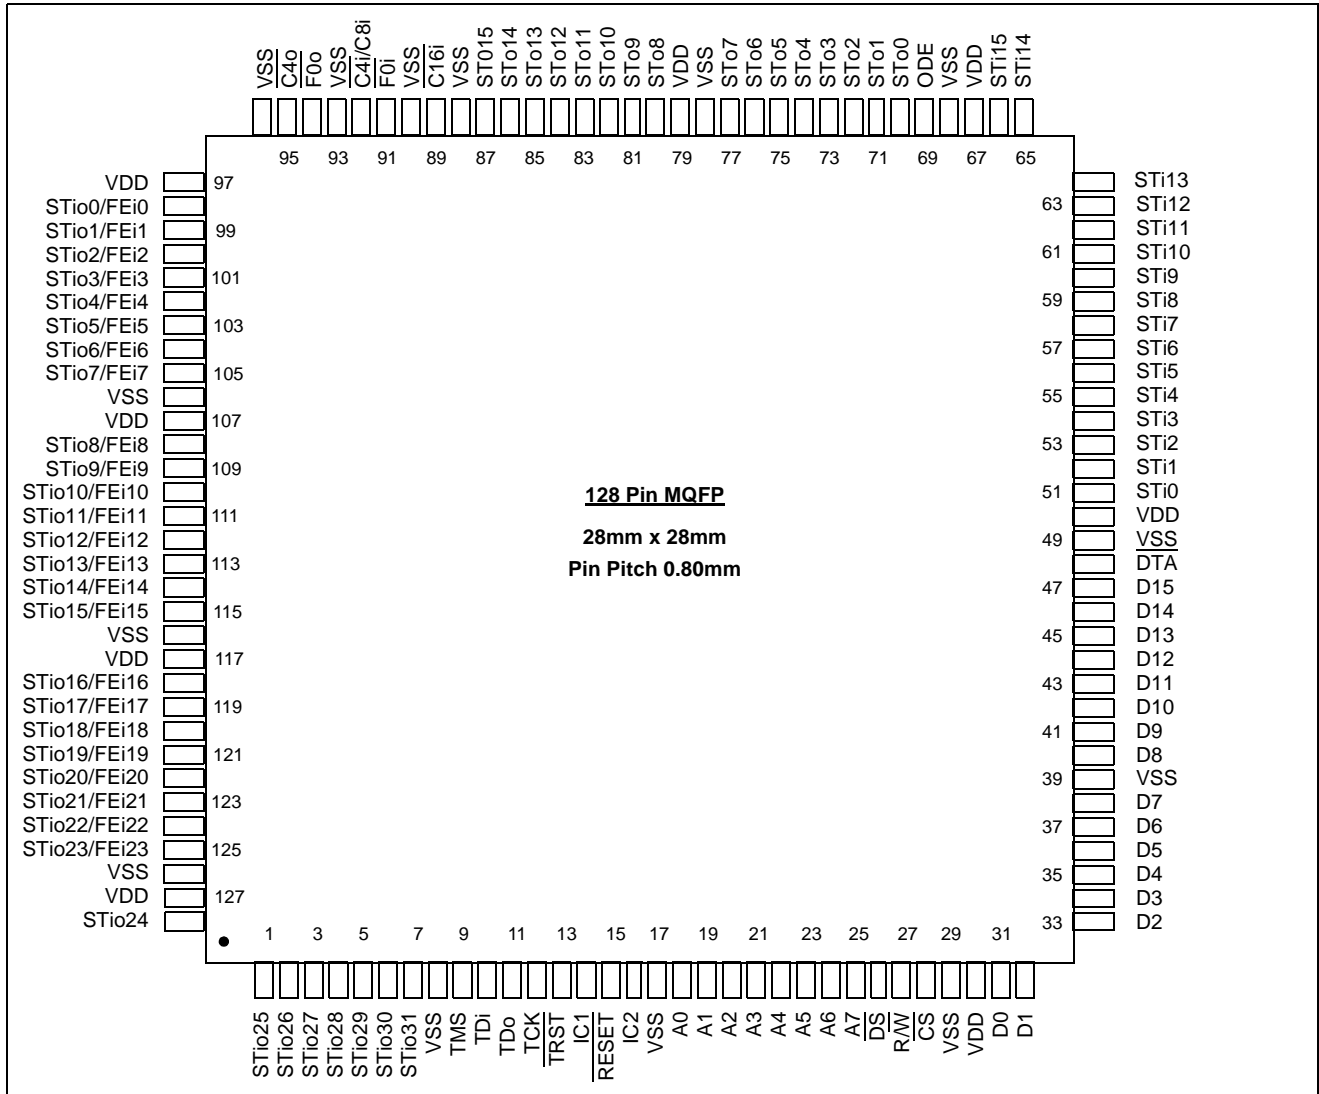 VSS
C4o
F0o
VSS
C4i/C8i
F0i
VSS
C16i
VSS
ST015
STo14
STo13
STo12
STo11
STo10
STo9
STo8
VDD
VSS
STo7
STo6
STo5
STo4
STo3
STo2
STo1
STo0
ODE
VSS
VDD
STi15
STi14
95 93 91 89 87 85 83 81 79 77 75 73 71 69 67 65
VDD 97
STio0/FEi0
STio1/FEi1 99
STio2/FEi2
STio3/FEi3 101
STio4/FEi4
STio5/FEi5 103
STio6/FEi6
STio7/FEi7 105
VSS
VDD 107
STio8/FEi8
STio9/FEi9 109
STio10/FEi10
STio11/FEi11 111
STio12/FEi12
STio13/FEi13 113
STio14/FEi14
STio15/FEi15 115
VSS
VDD 117
STio16/FEi16
STio17/FEi17 119
STio18/FEi18
STio19/FEi19 121
STio20/FEi20
STio21/FEi21 123
STio22/FEi22
STio23/FEi23 125
VSS
VDD 127
STio24
128 Pin MQFP
28mm x 28mm
Pin Pitch 0.80mm
STi13
63 STi12
STi11
61 STi10
STi9
59 STi8
STi7
57 STi6
STi5
55 STi4
STi3
53 STi2
STi1
51 STi0
VDD
49 VSS
DTA
47 D15
D14
45 D13
D12
43 D11
D10
41 D9
D8
39 VSS
D7
37 D6
D5
35 D4
D3
33 D2
1 3 5 7 9 11 13 15 17 19 21 23 25 27 29 31
STio25
STio26
STio27
STio28
STio29
STio30
STio31
VSS
TMS
TDi
TDo
TCK
TRST
IC1
RESET
IC2
VSS
A0
A1
A2
A3
A4
A5
A6
A7
DS
R/W
CS
VSS
VDD
D0
D1